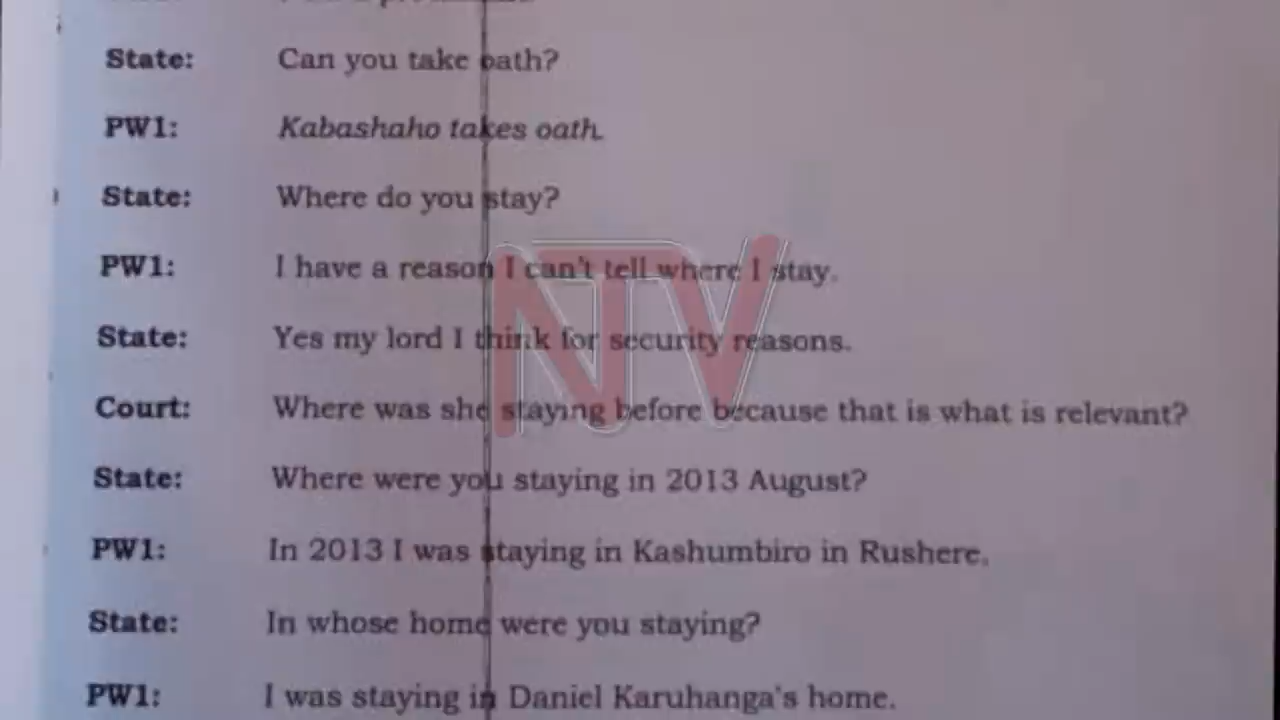 State: Can you take oath?
PW1: Kabashaho takes oath.
State: Where do you stay?
PW1: I have a reason I can't tell where I stay.
State: Yes my lord I think for security reasons.
Court: Where was she staying before because that is what is relevant?
State: Where were you staying in 2013 August?
PW1: In 2013 I was staying in Kashumbiro in Rushere.
State: In whose home were you staying?
PW1: I was staying in Daniel Karuhanga's home.
NTV